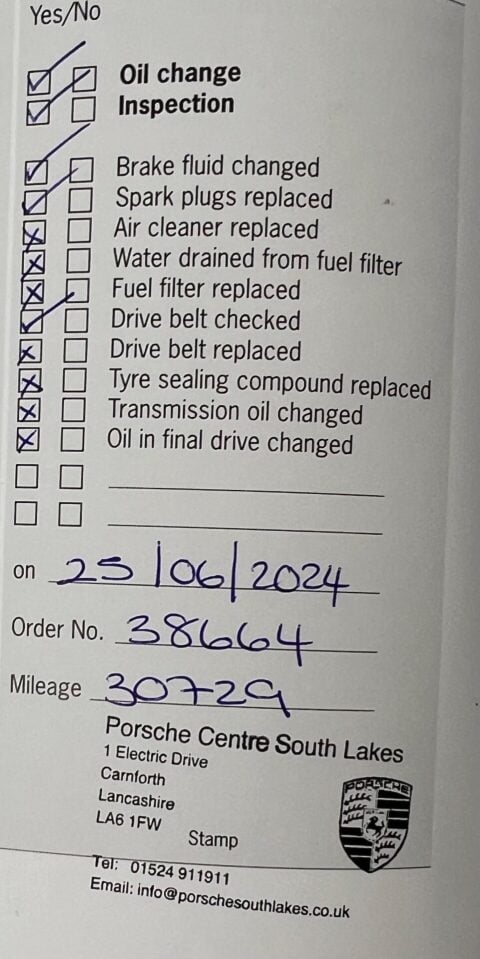 Yes/No
Oil change
Inspection
Brake fluid changed
Spark plugs replaced
Air cleaner replaced
Water drained from fuel filter
Fuel filter replaced
Drive belt checked
Drive belt replaced
Tyre sealing compound replaced
Transmission oil changed
Oil in final drive changed
on 25/06/2024
Order No. 38664
Mileage 30729
Porsche Centre South Lakes
1 Electric Drive
Carnforth
Lancashire
LA6 1FW
Stamp
PORSCHE
Tel: 01524 911911
Email: info@porschesouthlakes.co.uk